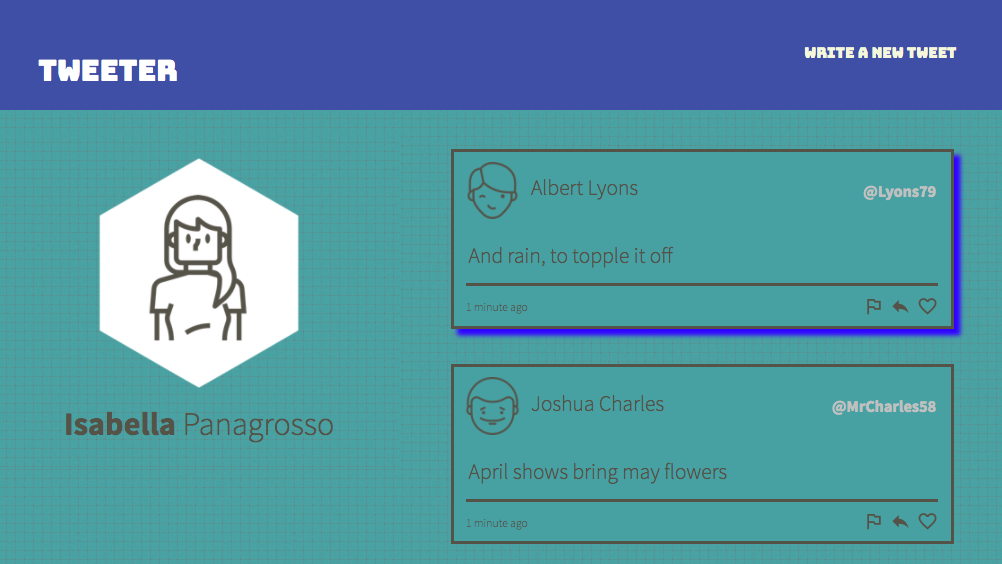 TWEETER
WRITE A NEW TWEET
Isabella Panagrosso
Albert Lyons
@Lyons79
And rain, to topple it off
1 minute ago
Joshua Charles
@MrCharles58
April shows bring may flowers
1 minute ago